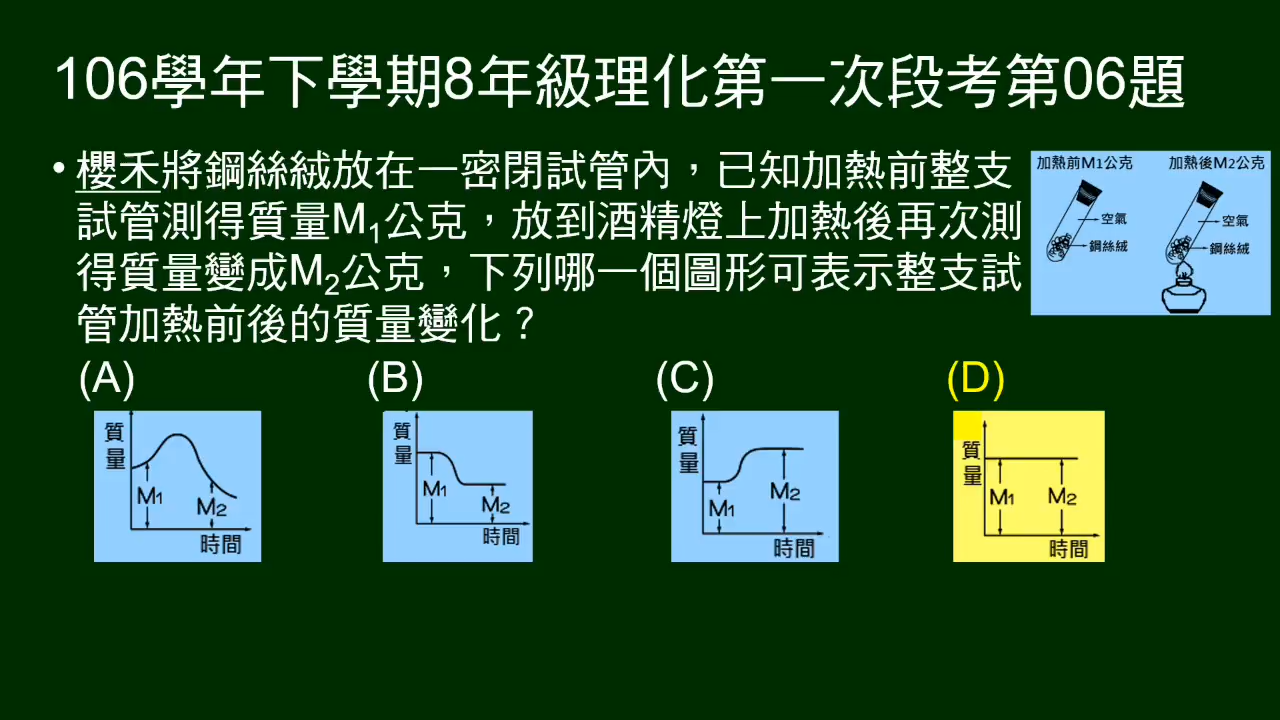 106學年下學期8年級理化第一次段考第06題
• 櫻禾將鋼絲絨放在一密閉試管內，已知加熱前整支
試管測得質量M₁公克，放到酒精燈上加熱後再次測
得質量變成M₂公克，下列哪一個圖形可表示整支試
管加熱前後的質量變化？
加熱前M1公克 加熱後M2公克
空氣 空氣
鋼絲絨 鋼絲絨
(A) (B) (C) (D)
質量 M1 M2 時間
質量 M1 M2 時間
質量 M1 M2 時間
質量 M1 M2 時間